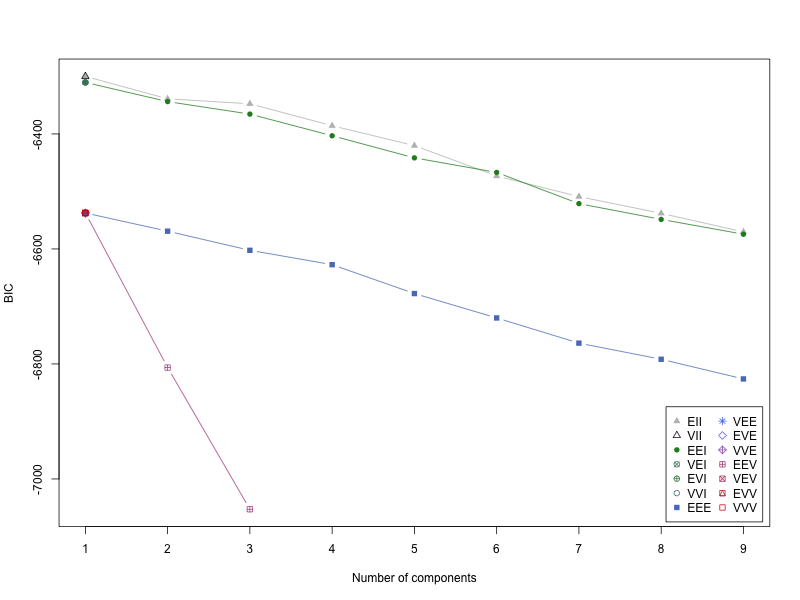 BIC
-6400
-6600
-6800
-7000
EII VEE
VII EVE
EEI VVE
VEI EEV
EVI VEV
VVI EVV
EEE VVV
1 2 3 4 5 6 7 8 9
Number of components